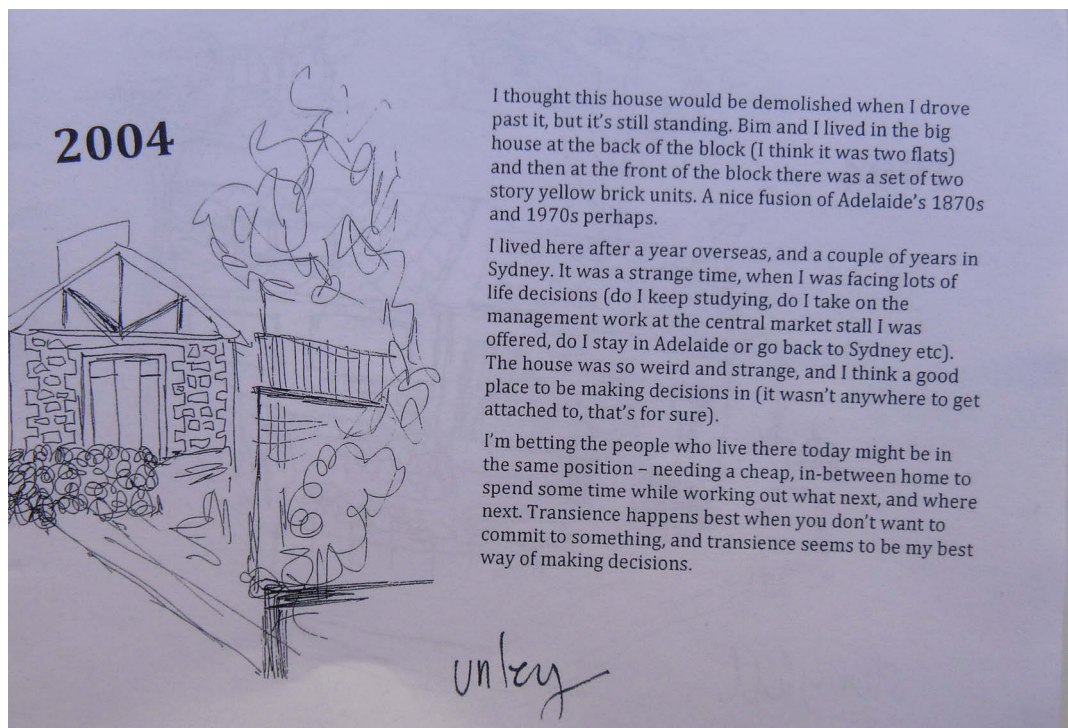 2004
I thought this house would be demolished when I drove
past it, but it's still standing. Bim and I lived in the big
house at the back of the block (I think it was two flats)
and then at the front of the block there was a set of two
story yellow brick units. A nice fusion of Adelaide's 1870s
and 1970s perhaps.
I lived here after a year overseas, and a couple of years in
Sydney. It was a strange time, when I was facing lots of
life decisions (do I keep studying, do I take on the
management work at the central market stall I was
offered, do I stay in Adelaide or go back to Sydney etc).
The house was so weird and strange, and I think a good
place to be making decisions in (it wasn't anywhere to get
attached to, that's for sure).
I'm betting the people who live there today might be in
the same position – needing a cheap, in-between home to
spend some time while working out what next, and where
next. Transience happens best when you don't want to
commit to something, and transience seems to be my best
way of making decisions.
unley